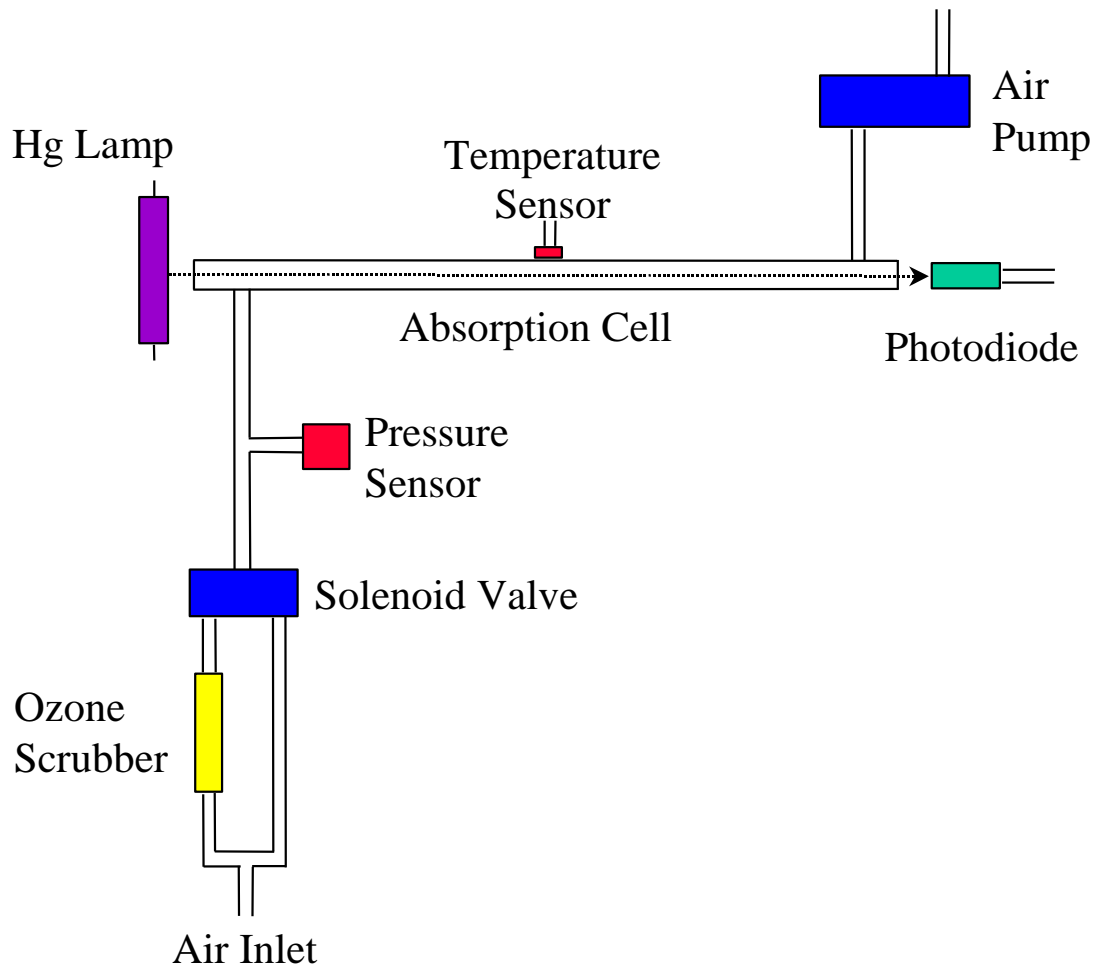 Air
Pump
Hg Lamp
Temperature
Sensor
Absorption Cell
Photodiode
Pressure
Sensor
Solenoid Valve
Ozone
Scrubber
Air Inlet